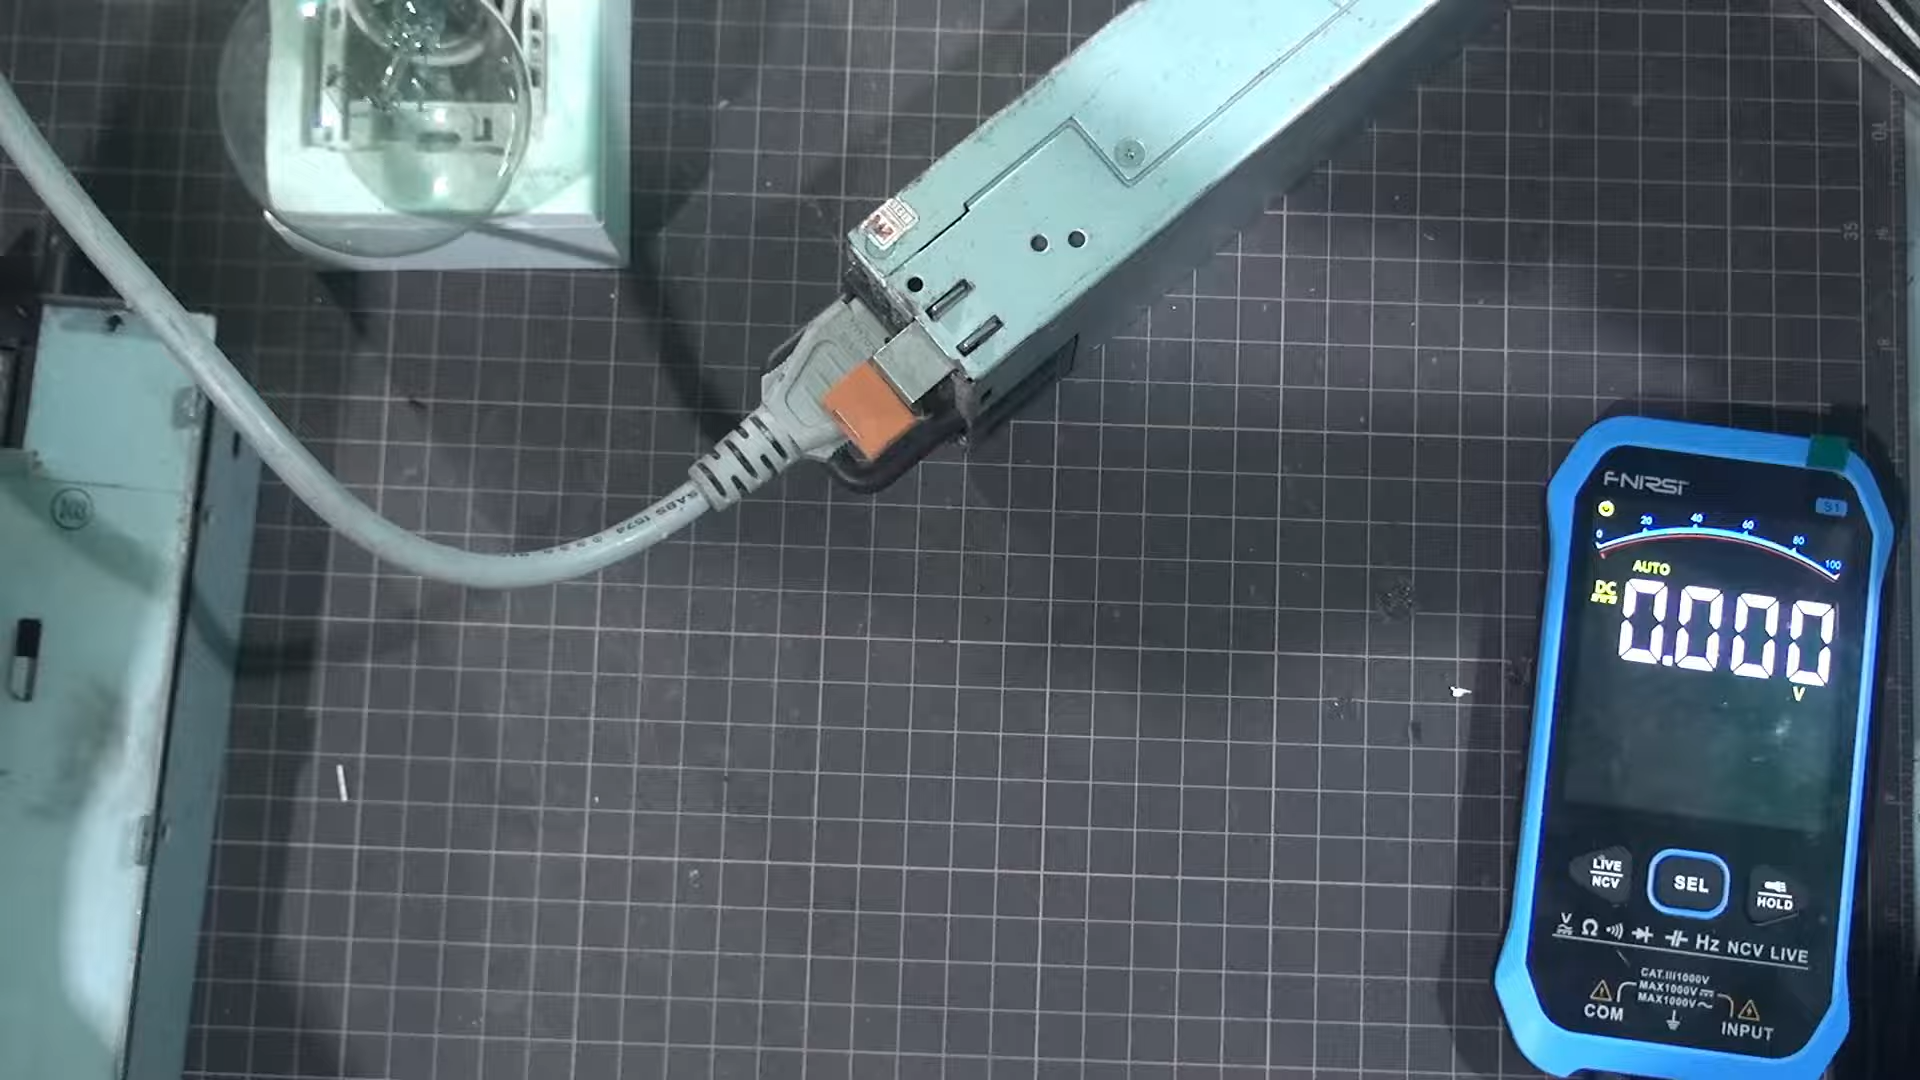 SABS 1574
108
FNIRSI
S1
0 20 40 60 80 100
AUTO
DC
0.000
V
LIVE
NCV
SEL
HOLD
V Ω Hz NCV LIVE
CAT.III1000V
MAX1000V
MAX1000V~
COM
INPUT
35